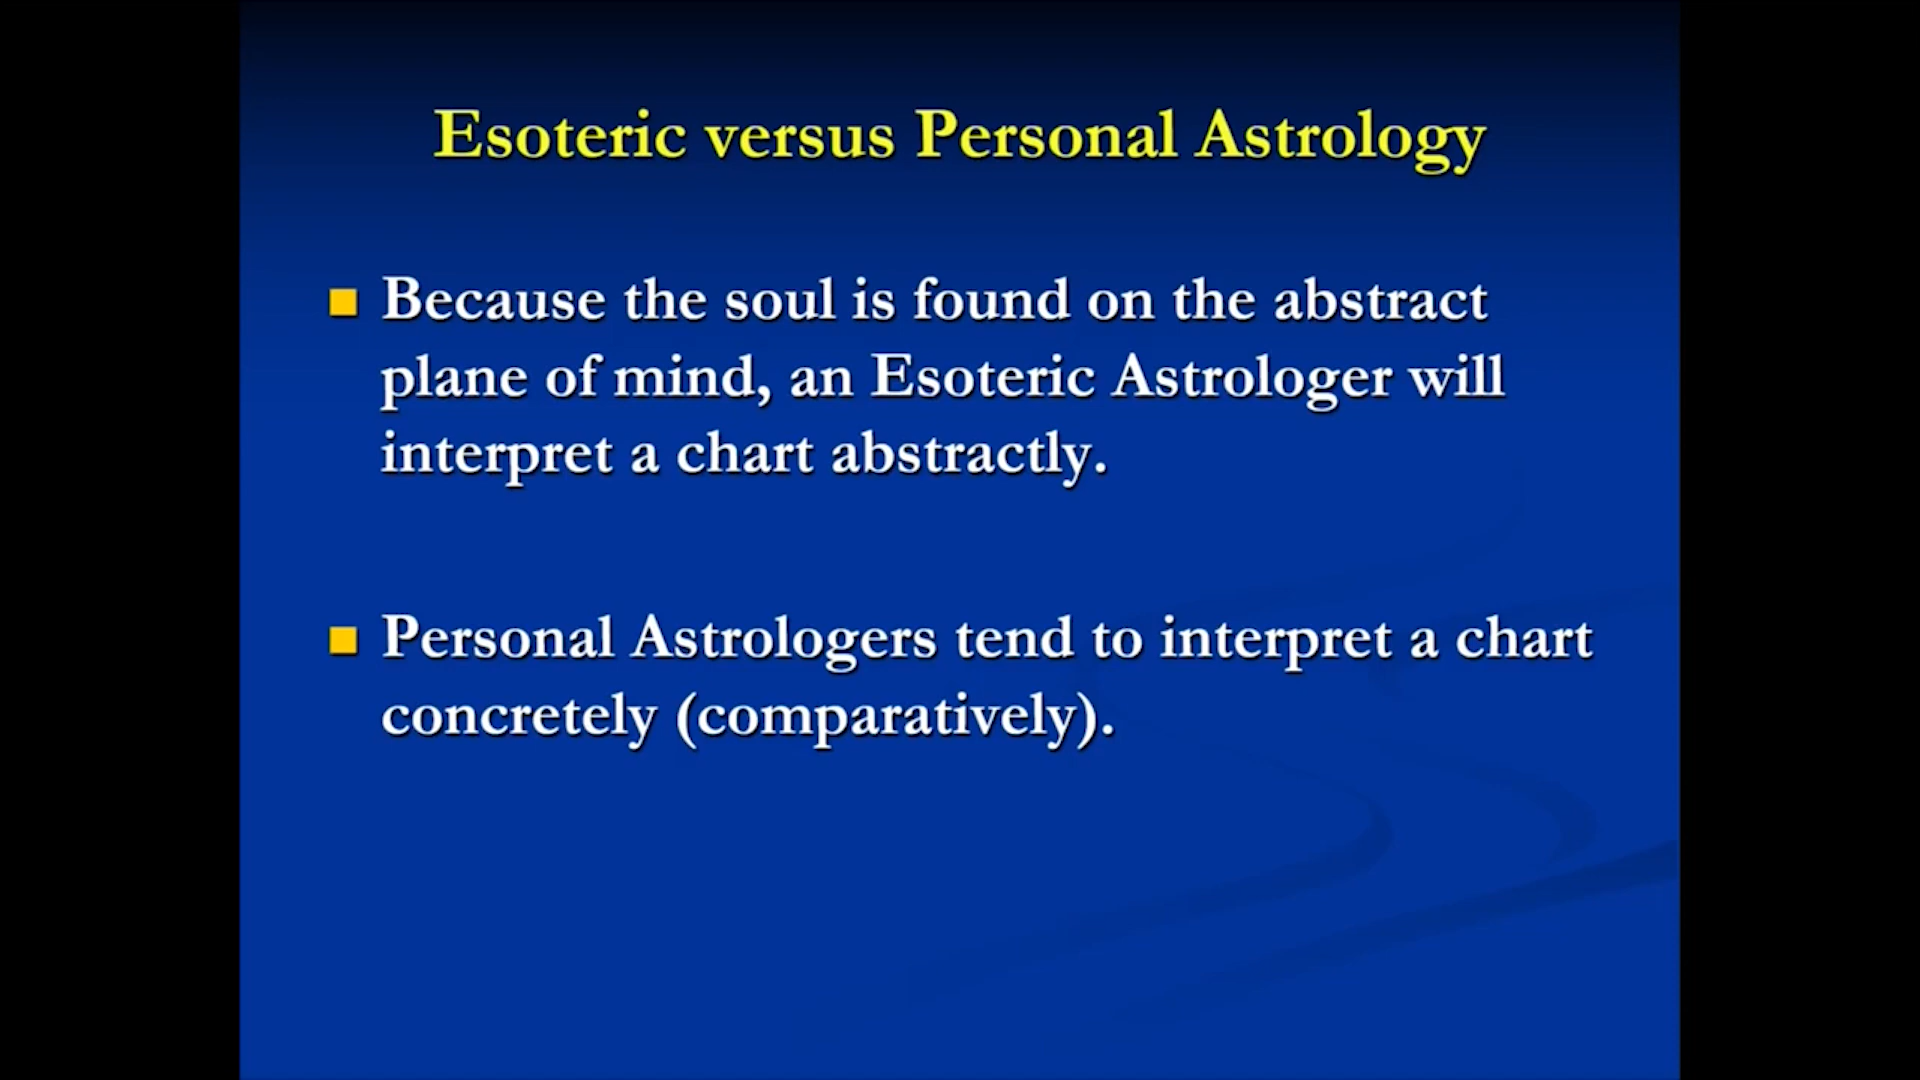 Esoteric versus Personal Astrology
Because the soul is found on the abstract
plane of mind, an Esoteric Astrologer will
interpret a chart abstractly.
Personal Astrologers tend to interpret a chart
concretely (comparatively).